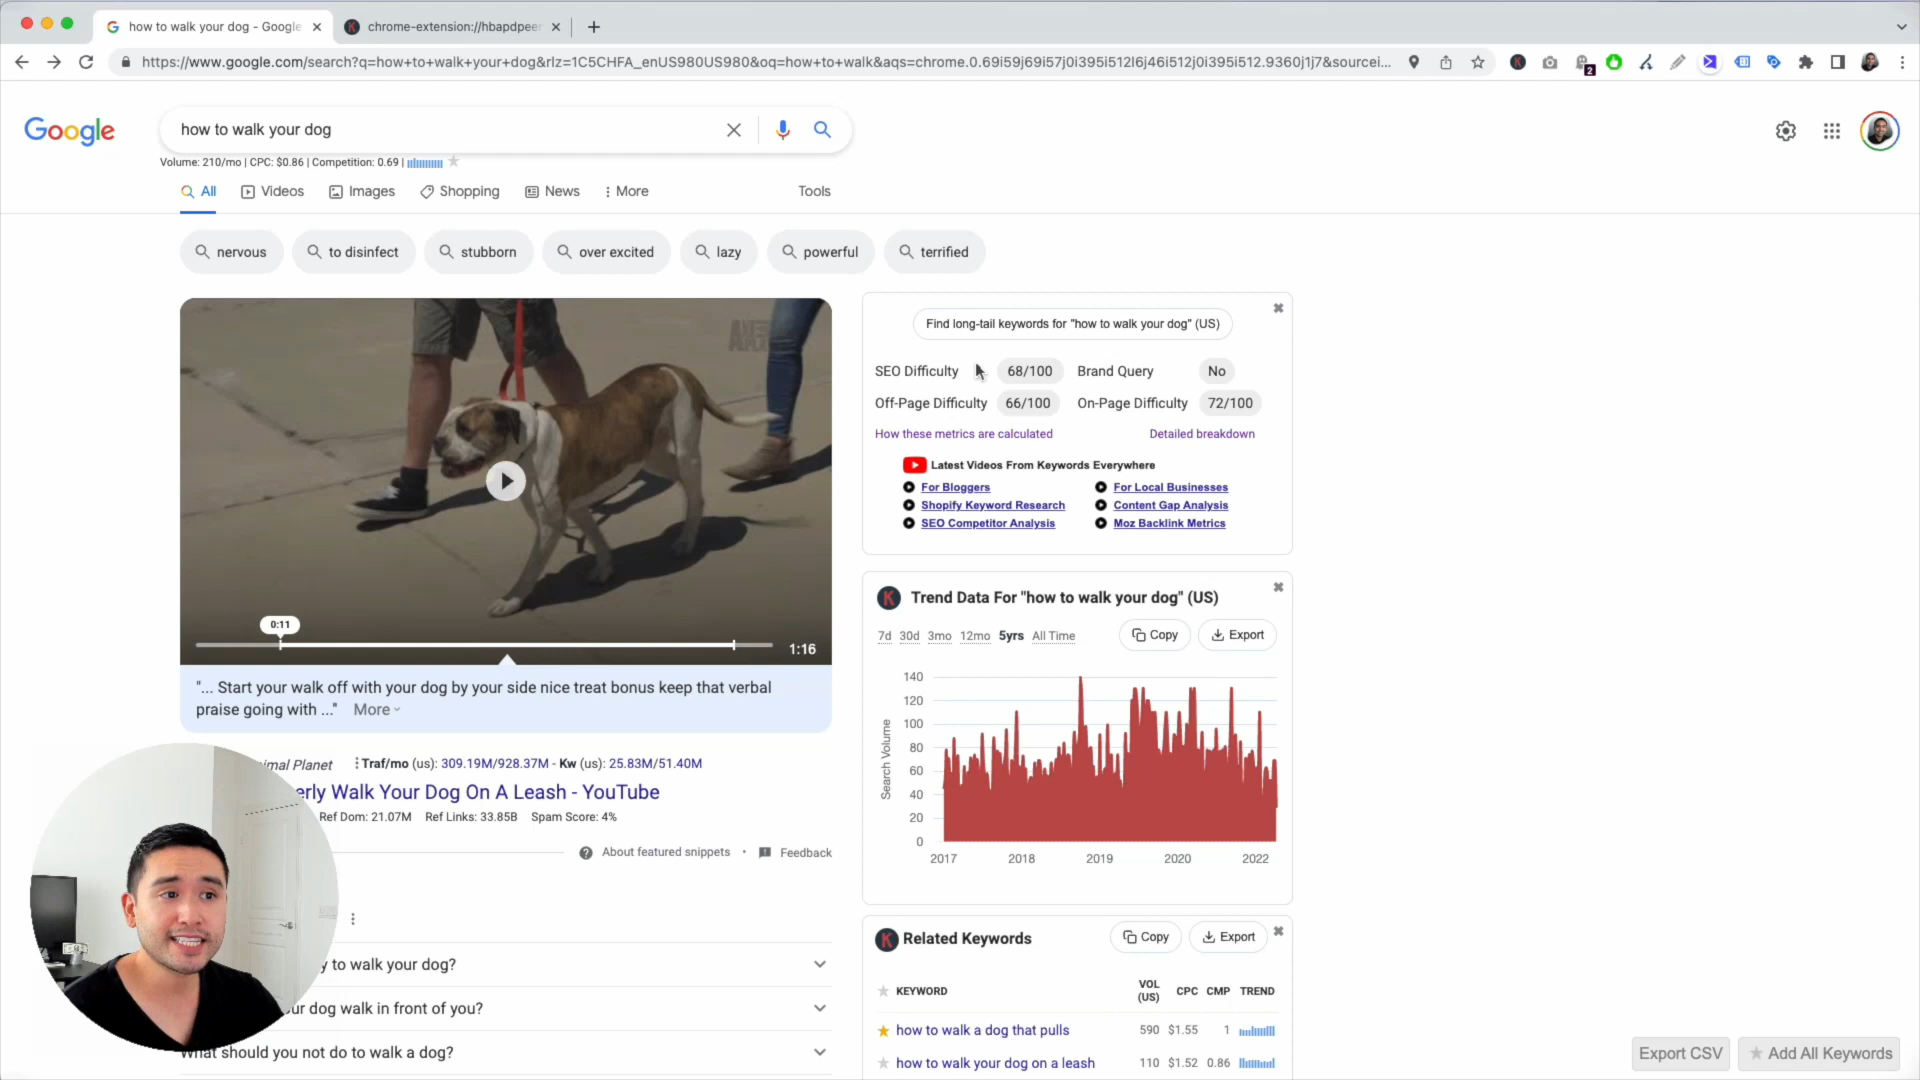 how to walk your dog - Google
chrome-extension://hbapdpeer
https://www.google.com/search?q=how+to+walk+your+dog&rlz=1C5CHFA_enUS980US980&oq=how+to+walk&aqs=chrome.0.69i59j69i57j0i395i512l6j46i512j0i395i512.9360j1j7&sourcei...
2
Google
how to walk your dog
Volume: 210/mo | CPC: $0.86 | Competition: 0.69 |
All Videos Images Shopping News More Tools
nervous to disinfect stubborn over excited lazy powerful terrified
0:11
1:16
"... Start your walk off with your dog by your side nice treat bonus keep that verbal
praise going with ..." More
imal Planet Traf/mo (us): 309.19M/928.37M - Kw (us): 25.83M/51.40M
erly Walk Your Dog On A Leash - YouTube
Ref Dom: 21.07M Ref Links: 33.85B Spam Score: 4%
About featured snippets • Feedback
y to walk your dog?
ur dog walk in front of you?
What should you not do to walk a dog?
Find long-tail keywords for "how to walk your dog" (US)
SEO Difficulty 68/100 Brand Query No
Off-Page Difficulty 66/100 On-Page Difficulty 72/100
How these metrics are calculated Detailed breakdown
Latest Videos From Keywords Everywhere
For Bloggers For Local Businesses
Shopify Keyword Research Content Gap Analysis
SEO Competitor Analysis Moz Backlink Metrics
K Trend Data For "how to walk your dog" (US)
7d 30d 3mo 12mo 5yrs All Time Copy Export
Search Volume
140
120
100
80
60
40
20
0
2017 2018 2019 2020 2022
K Related Keywords Copy Export
KEYWORD VOL (US) CPC CMP TREND
how to walk a dog that pulls 590 $1.55 1
how to walk your dog on a leash 110 $1.52 0.86
Export CSV Add All Keywords